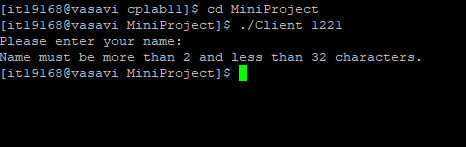 [it19168@vasavi cplab11]$ cd MiniProject
[it19168@vasavi MiniProject]$ ./Client 1221
Please enter your name:
Name must be more than 2 and less than 32 characters.
[it19168@vasavi MiniProject]$